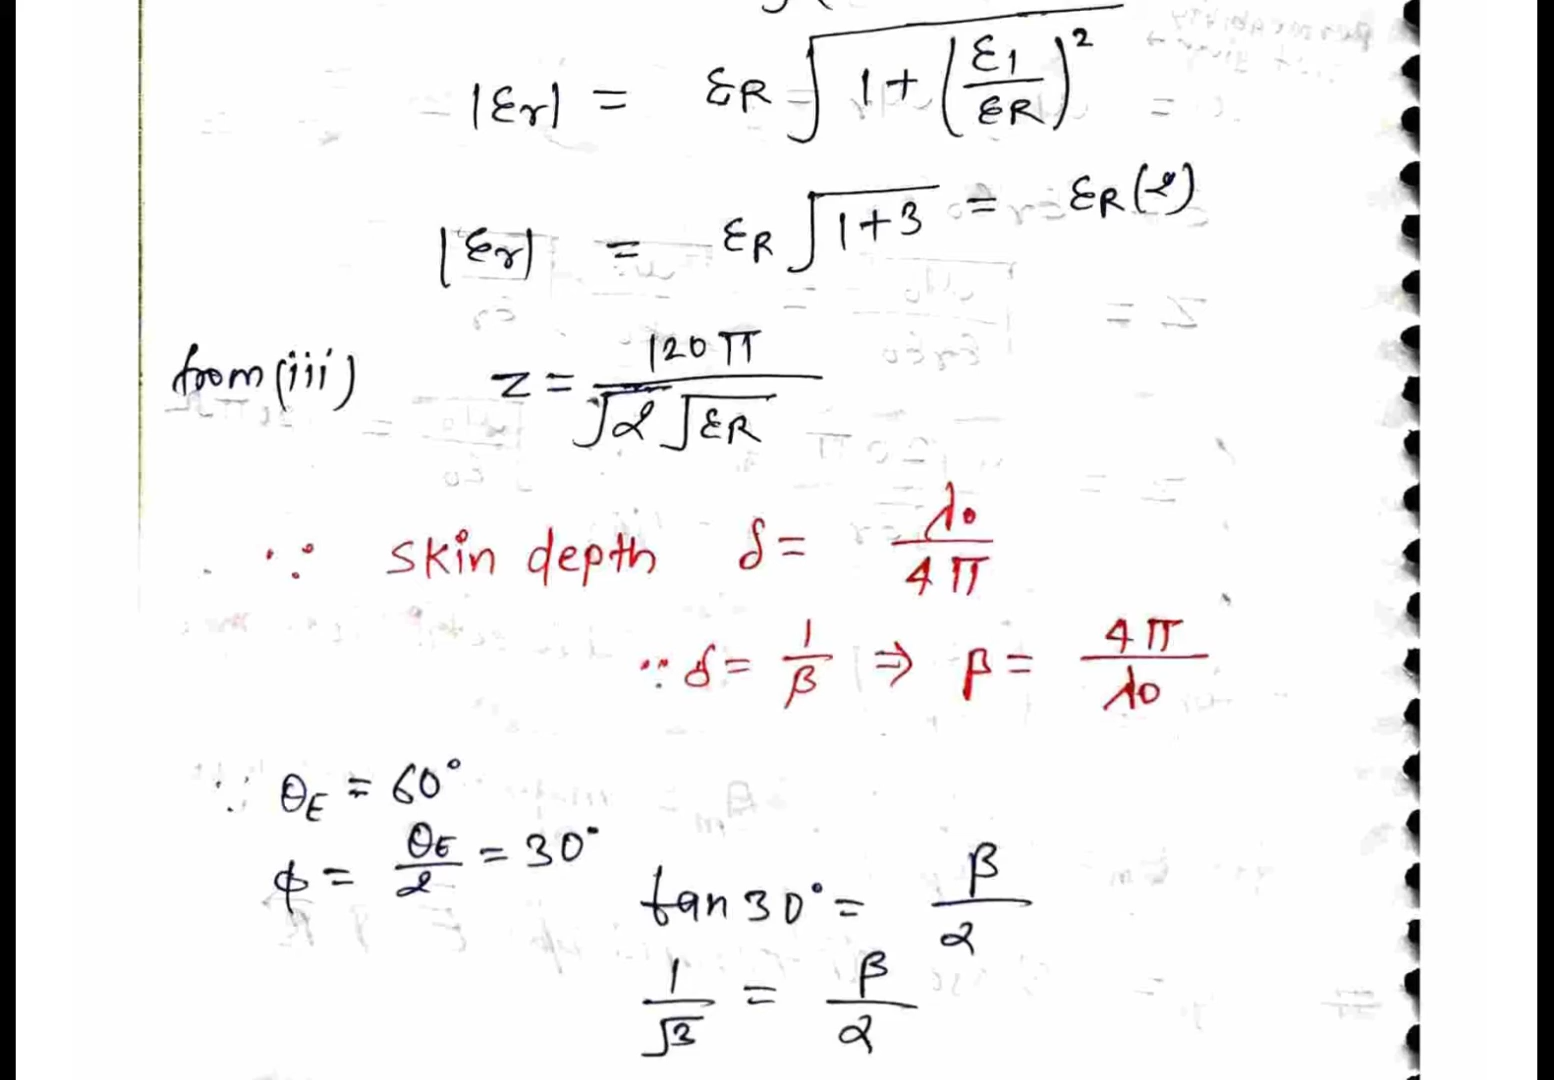 |εr| = εR √(1 + (ε1/εR)²)
|εr| = εR √(1+3) = εR(2)
from (iii) z = 120π / √2 √εR
∵ skin depth δ = λ0/4π
∵ δ = 1/β ⇒ β = 4π/λ0
∵ θE = 60°
ϕ = θE/2 = 30°
tan 30° = β/α
1/√3 = β/α